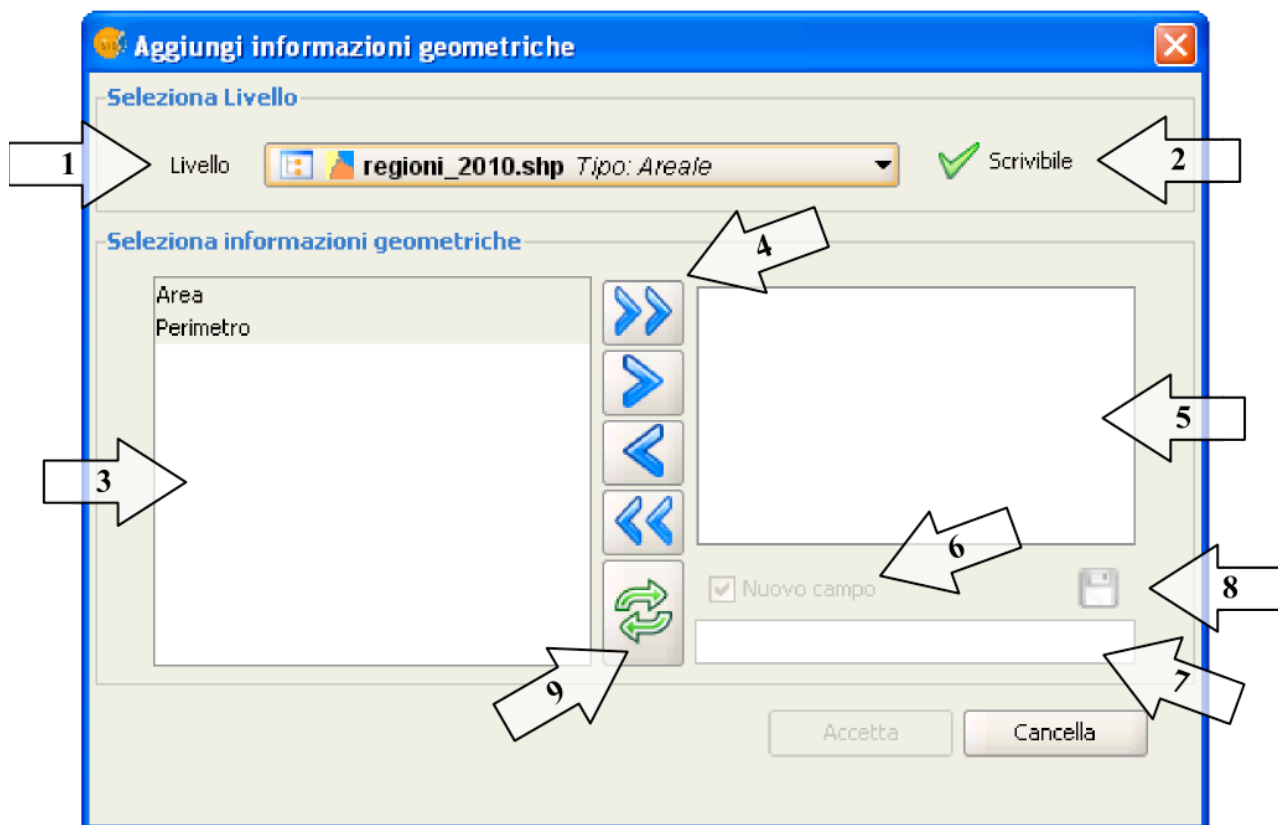 Aggiungi informazioni geometriche
Seleziona Livello
1
Livello
regioni_2010.shp Tipo: Areale
Scrivibile
2
Seleziona informazioni geometriche
4
Area
Perimetro
5
3
6
Nuovo campo
8
7
9
Accetta
Cancella